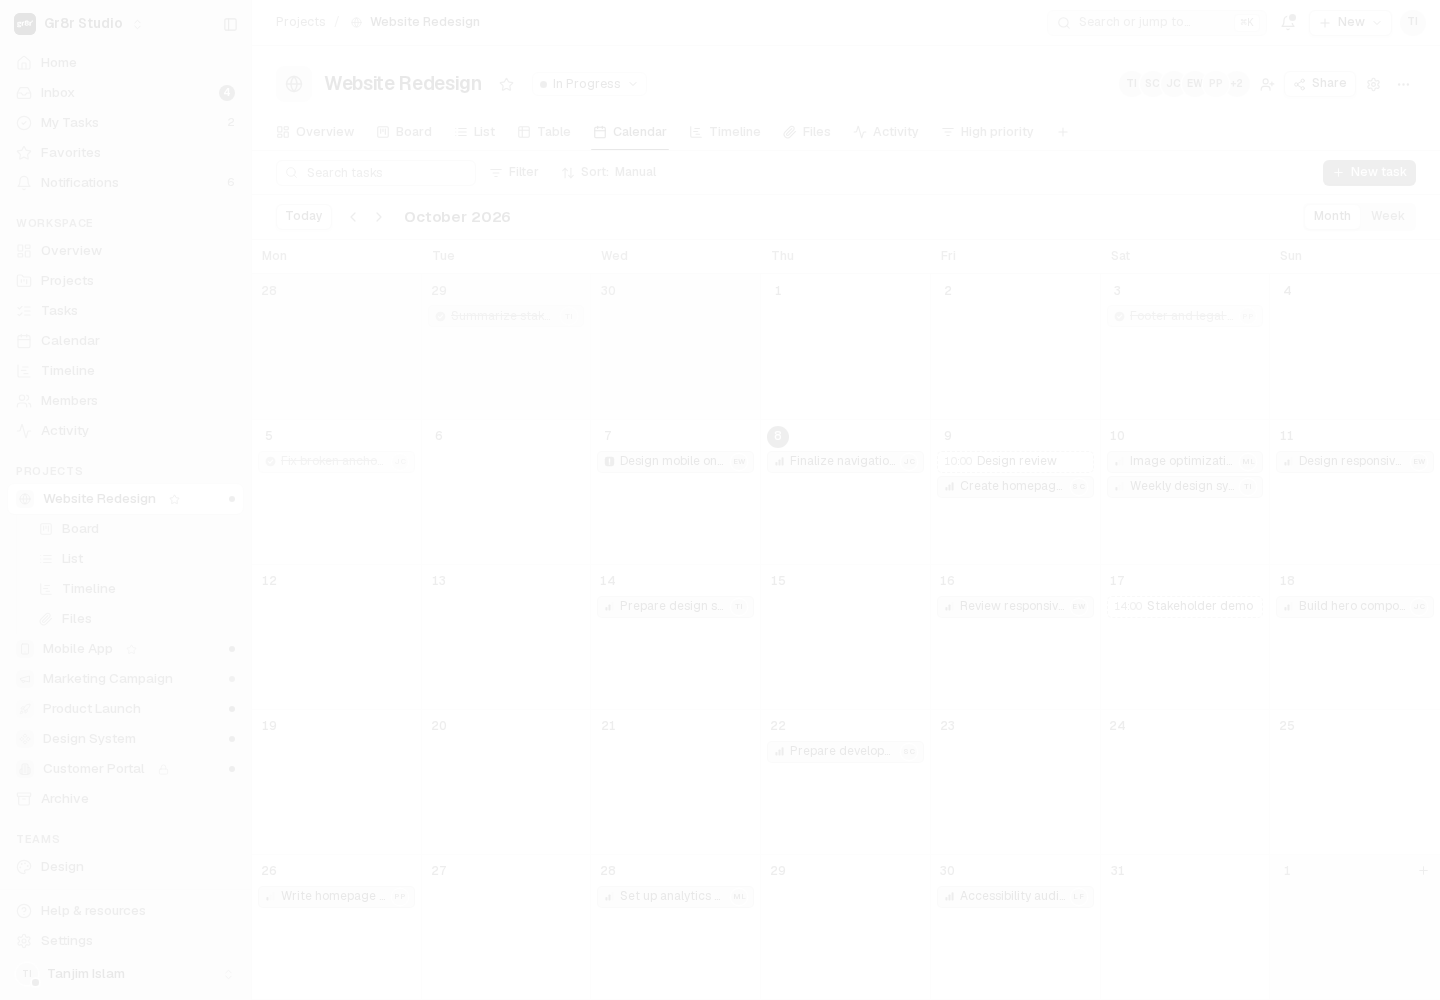 Gr8r Studio
Home
Inbox 4
My Tasks 2
Favorites
Notifications 6
WORKSPACE
Overview
Projects
Tasks
Calendar
Timeline
Members
Activity
PROJECTS
Website Redesign
Board
List
Timeline
Files
Mobile App
Marketing Campaign
Product Launch
Design System
Customer Portal
Archive
TEAMS
Design
Help & resources
Settings
TI Tanjim Islam
Projects / Website Redesign
Search or jump to... ⌘K
New
TI
Website Redesign
In Progress
TI SC JC EW PP +2
Share
Overview Board List Table Calendar Timeline Files Activity High priority
Search tasks
Filter
Sort: Manual
New task
Today
October 2026
Month Week
Mon Tue Wed Thu Fri Sat Sun
28 29 30 1 2 3 4
Summarize stak...
Footer and legal ...
5 6 7 8 9 10 11
Fix broken ancho...
Design mobile on... EW
Finalize navigatio... JC
10:00 Design review
Image optimizati... ML
Design responsiv... EW
Create homepag... SC
Weekly design sy... TI
12 13 14 15 16 17 18
Prepare design s... TI
Review responsiv... EW
14:00 Stakeholder demo
Build hero compo...
19 20 21 22 23 24 25
Prepare develop... SC
26 27 28 29 30 31 1
Write homepage ... PP
Set up analytics ... ML
Accessibility audi...